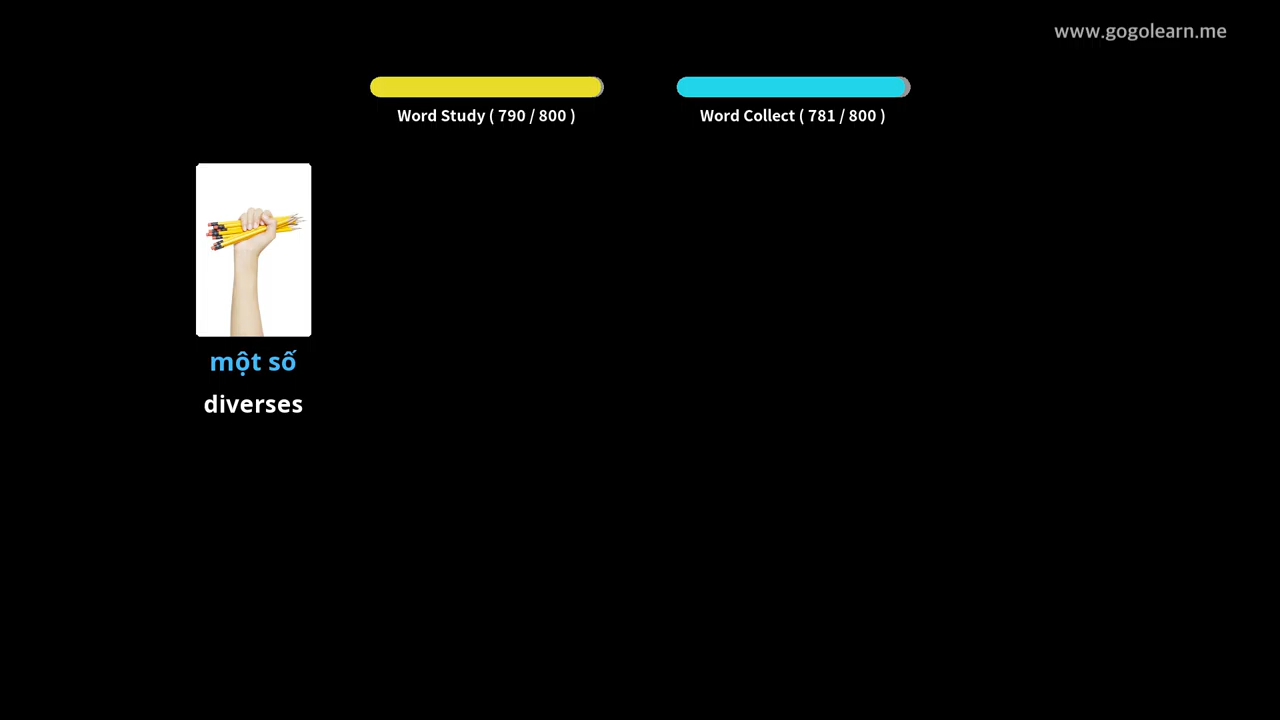 www.gogolearn.me
Word Study ( 790 / 800 )
Word Collect ( 781 / 800 )
một số
diverses